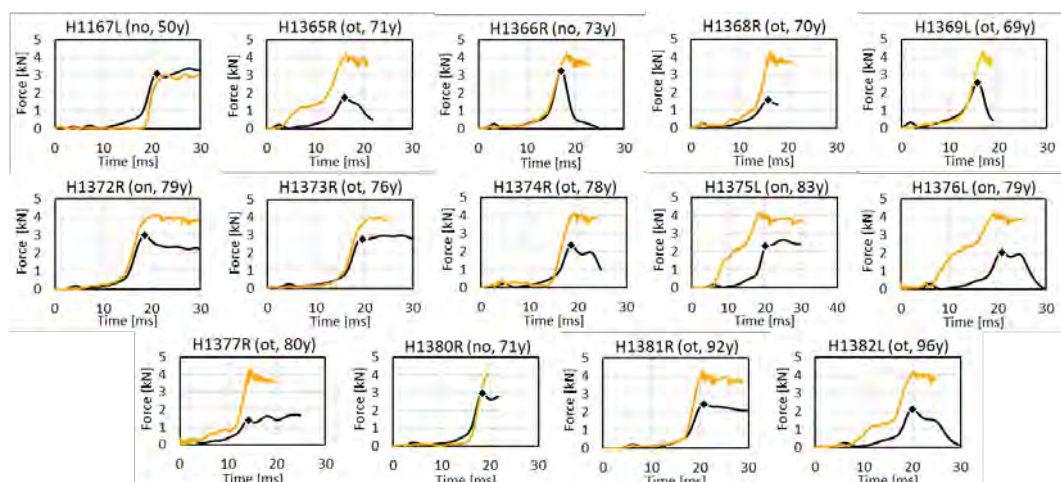 H1167L (no, 50y)
Force [kN]
5
4
3
2
1
0
0 10 20 30
Time [ms]
H1365R (ot, 71y)
Force [kN]
5
4
3
2
1
0
0 10 20 30
Time [ms]
H1366R (no, 73y)
Force [kN]
5
4
3
2
1
0
0 10 20 30
Time [ms]
H1368R (ot, 70y)
Force [kN]
5
4
3
2
1
0
0 10 20 30
Time [ms]
H1369L (ot, 69y)
Force [kN]
5
4
3
2
1
0
0 10 20 30
Time [ms]
H1372R (on, 79y)
Force [kN]
5
4
3
2
1
0
0 10 20 30
Time [ms]
H1373R (ot, 76y)
Force [kN]
5
4
3
2
1
0
0 10 20 30
Time [ms]
H1374R (ot, 78y)
Force [kN]
5
4
3
2
1
0
0 10 20 30
Time [ms]
H1375L (on, 83y)
Force [kN]
5
4
3
2
1
0
0 10 20 30 40
Time [ms]
H1376L (on, 79y)
Force [kN]
5
4
3
2
1
0
0 10 20 30
Time [ms]
H1377R (ot, 80y)
Force [kN]
5
4
3
2
1
0
0 10 20 30
Time [ms]
H1380R (no, 71y)
Force [kN]
5
4
3
2
1
0
0 10 20 30
Time [ms]
H1381R (ot, 92y)
Force [kN]
5
4
3
2
1
0
0 10 20 30
Time [ms]
H1382L (ot, 96y)
Force [kN]
5
4
3
2
1
0
0 10 20 30
Time [ms]